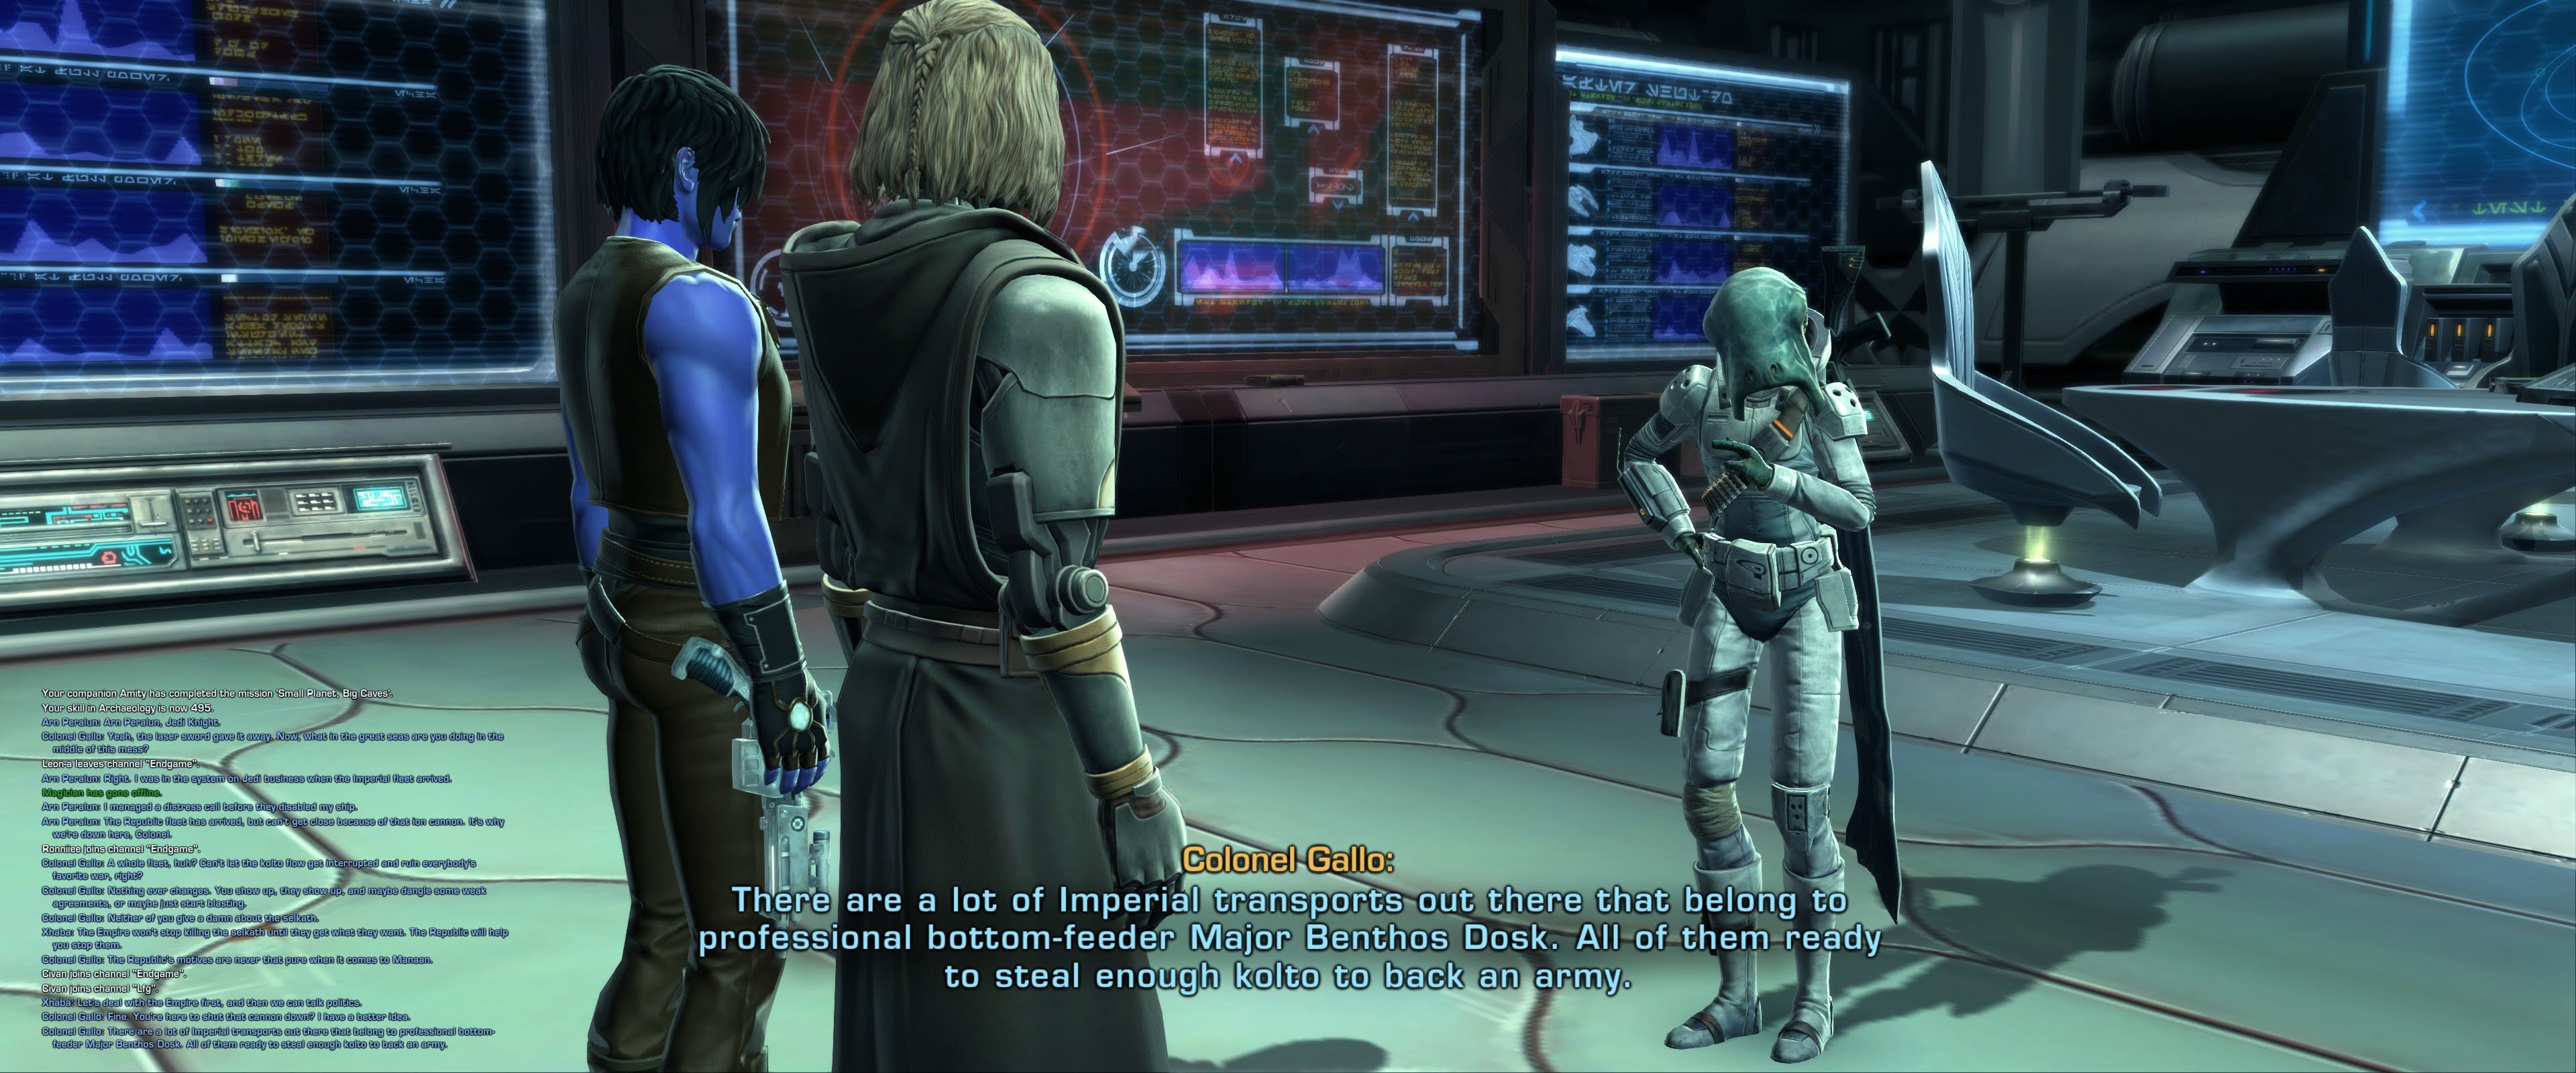 Your companion Amity has completed the mission 'Small Planet, Big Caves'.
Your skill in Archaeology is now 495.
Arn Peralun: Arn Peralun, Jedi Knight.
Colonel Gallo: Yeah, the laser sword gave it away. Now, what in the great seas are you doing in the
middle of this mess?
Leon-a leaves channel "Endgame".
Arn Peralun: Right. I was in the system on Jedi business when the Imperial fleet arrived.
Magician has gone offline.
Arn Peralun: I managed a distress call before they disabled my ship.
Arn Peralun: The Republic fleet has arrived, but can't get close because of that ion cannon. It's why
we're down here, Colonel.
Ronniiee joins channel "Endgame".
Colonel Gallo: A whole fleet, huh? Can't let the kolto flow get interrupted and ruin everybody's
favorite war, right?
Colonel Gallo: Nothing ever changes. You show up, they show up, and maybe dangle some weak
agreements, or maybe just start blasting.
Colonel Gallo: Neither of you give a damn about the selkath.
Xhaba: The Empire won't stop killing the selkath until they get what they want. The Republic will help
you stop them.
Colonel Gallo: The Republic's motives are never that pure when it comes to Manaan.
Civan joins channel "Endgame".
Civan joins channel "Lfg".
Xhaba: Let's deal with the Empire first, and then we can talk politics.
Colonel Gallo: Fine. You're here to shut that cannon down? I have a better idea.
Colonel Gallo: There are a lot of Imperial transports out there that belong to professional bottom-
feeder Major Benthos Dosk. All of them ready to steal enough kolto to back an army.
Colonel Gallo:
There are a lot of Imperial transports out there that belong to
professional bottom-feeder Major Benthos Dosk. All of them ready
to steal enough kolto to back an army.